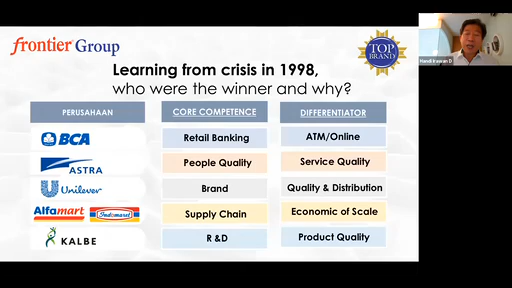 frontier Group
TOP
BRAND
Learning from crisis in 1998,
who were the winner and why?
PERUSAHAAN
CORE COMPETENCE
DIFFERENTIATOR
BCA
Retail Banking
ATM/Online
ASTRA
People Quality
Service Quality
Unilever
Brand
Quality & Distribution
Alfamart
Indomaret
Supply Chain
Economic of Scale
KALBE
R &D
Product Quality
Handi Irawan D